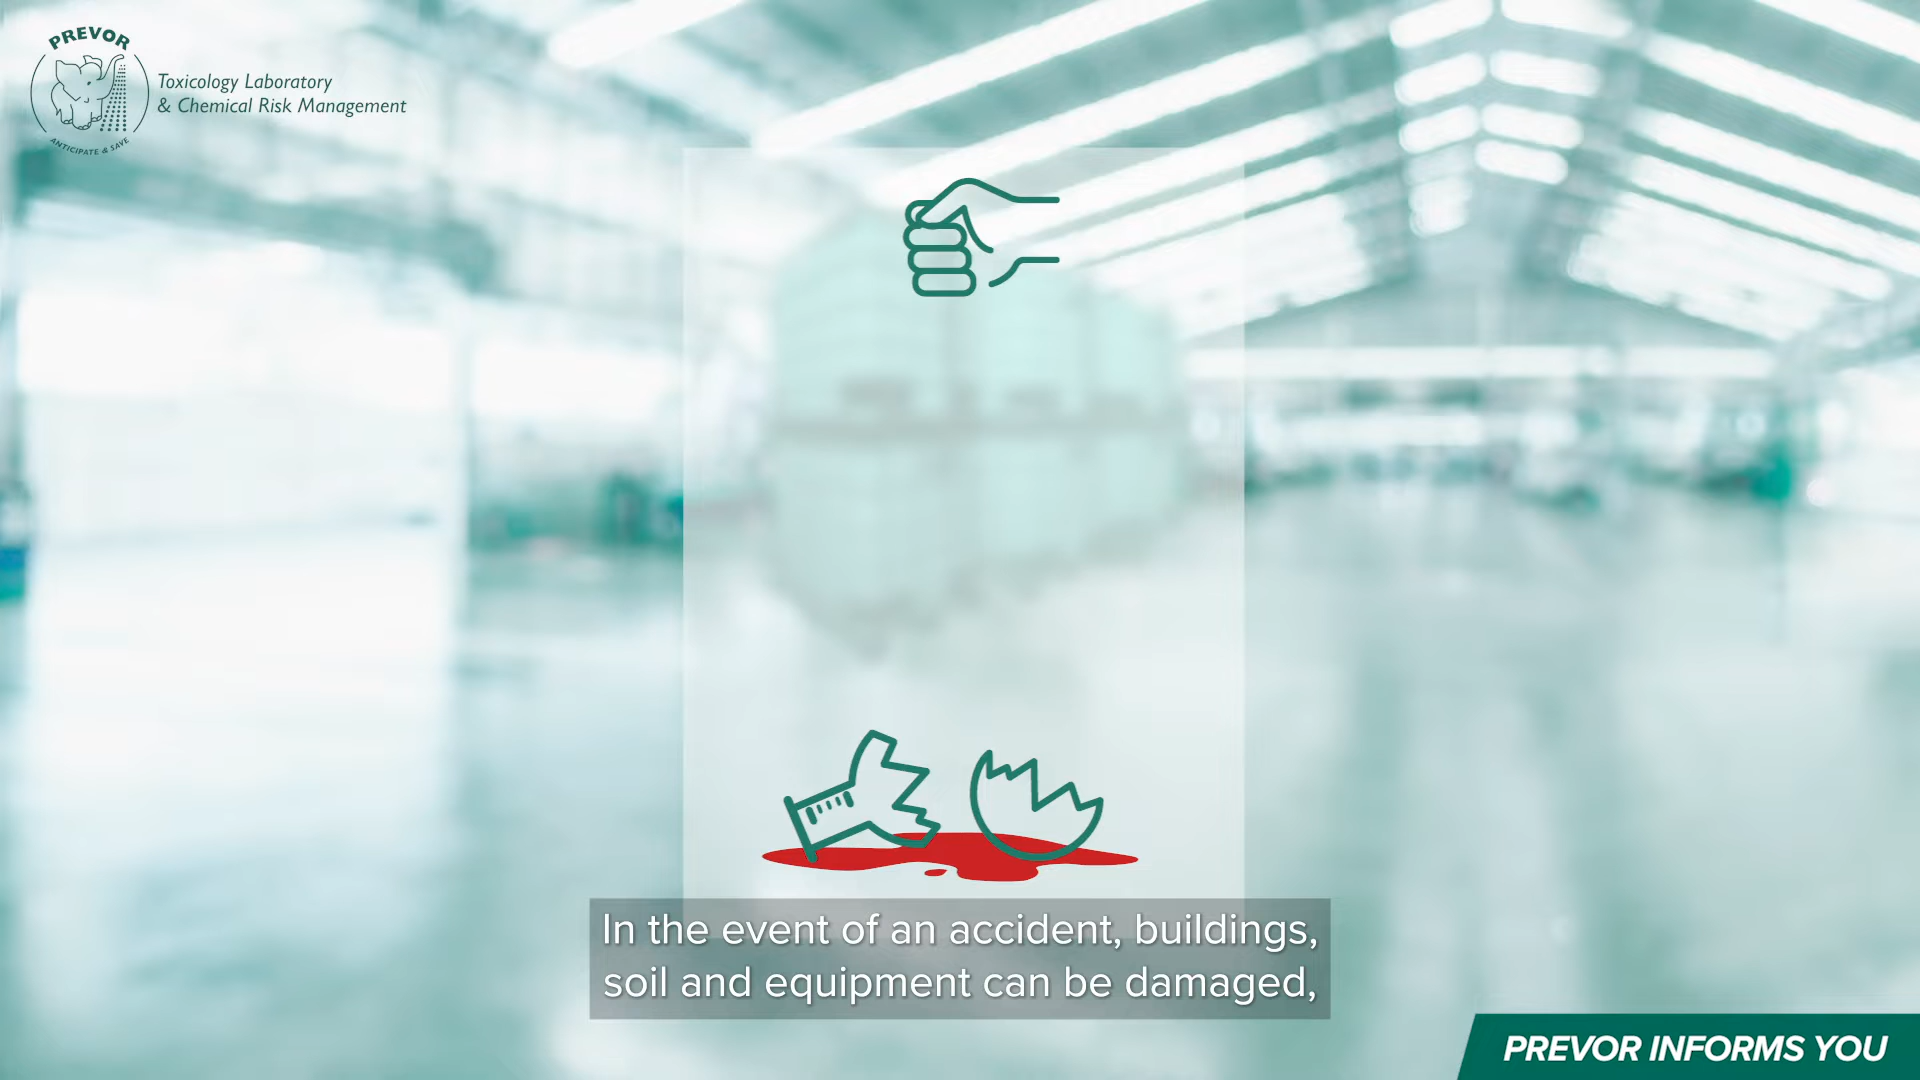 PREVOR
Toxicology Laboratory
& Chemical Risk Management
ANTICIPATE & SAVE
In the event of an accident, buildings,
soil and equipment can be damaged,
PREVOR INFORMS YOU